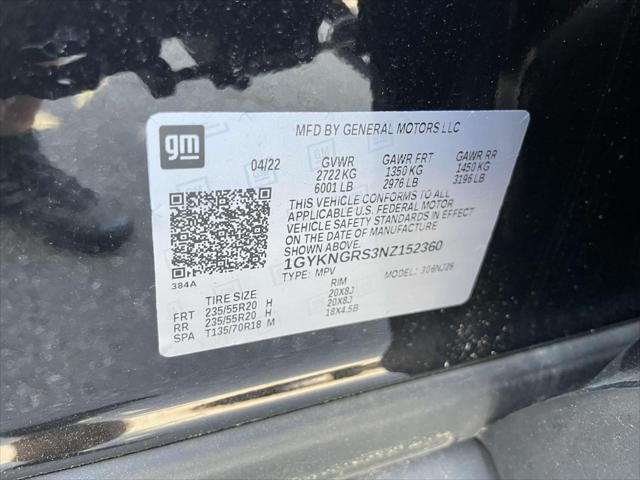 gm
MFD BY GENERAL MOTORS LLC
04/22 GVWR GAWR FRT GAWR RR
2722 KG 1350 KG 1450 KG
6001 LB 2976 LB 3196 LB
THIS VEHICLE CONFORMS TO ALL
APPLICABLE U.S. FEDERAL MOTOR
VEHICLE SAFETY STANDARDS IN EFFECT
ON THE DATE OF MANUFACTURE
SHOWN ABOVE.
1GYKNGRS3NZ152360
384A TYPE: MPV MODEL:
TIRE SIZE RIM
FRT 235/55R20 H 20X8J
RR 235/55R20 H 20X8J
SPA T135/70R18 M 18X4.5B